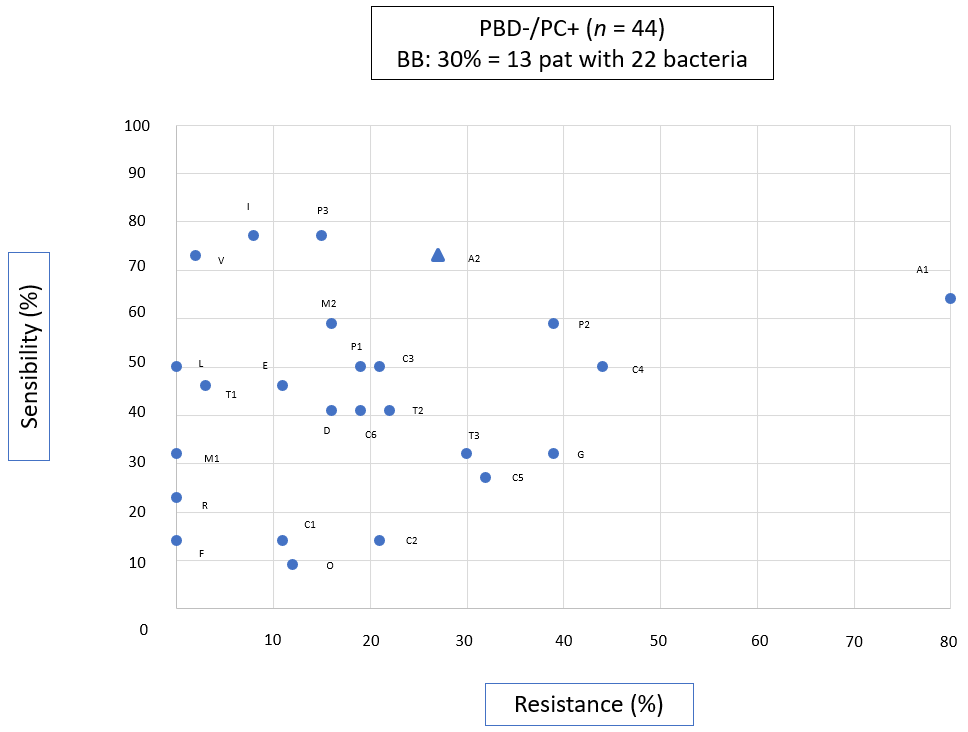 PBD-/PC+ (n = 44)
BB: 30% = 13 pat with 22 bacteria
Sensibility (%)
100
90
80
70
60
50
40
30
20
10
0
I
P3
V
A2
A1
M2
P2
P1
C3
L
E
C4
T1
D
C6
T2
T3
M1
G
C5
R
C1
F
C2
O
10
20
30
40
50
60
70
80
Resistance (%)